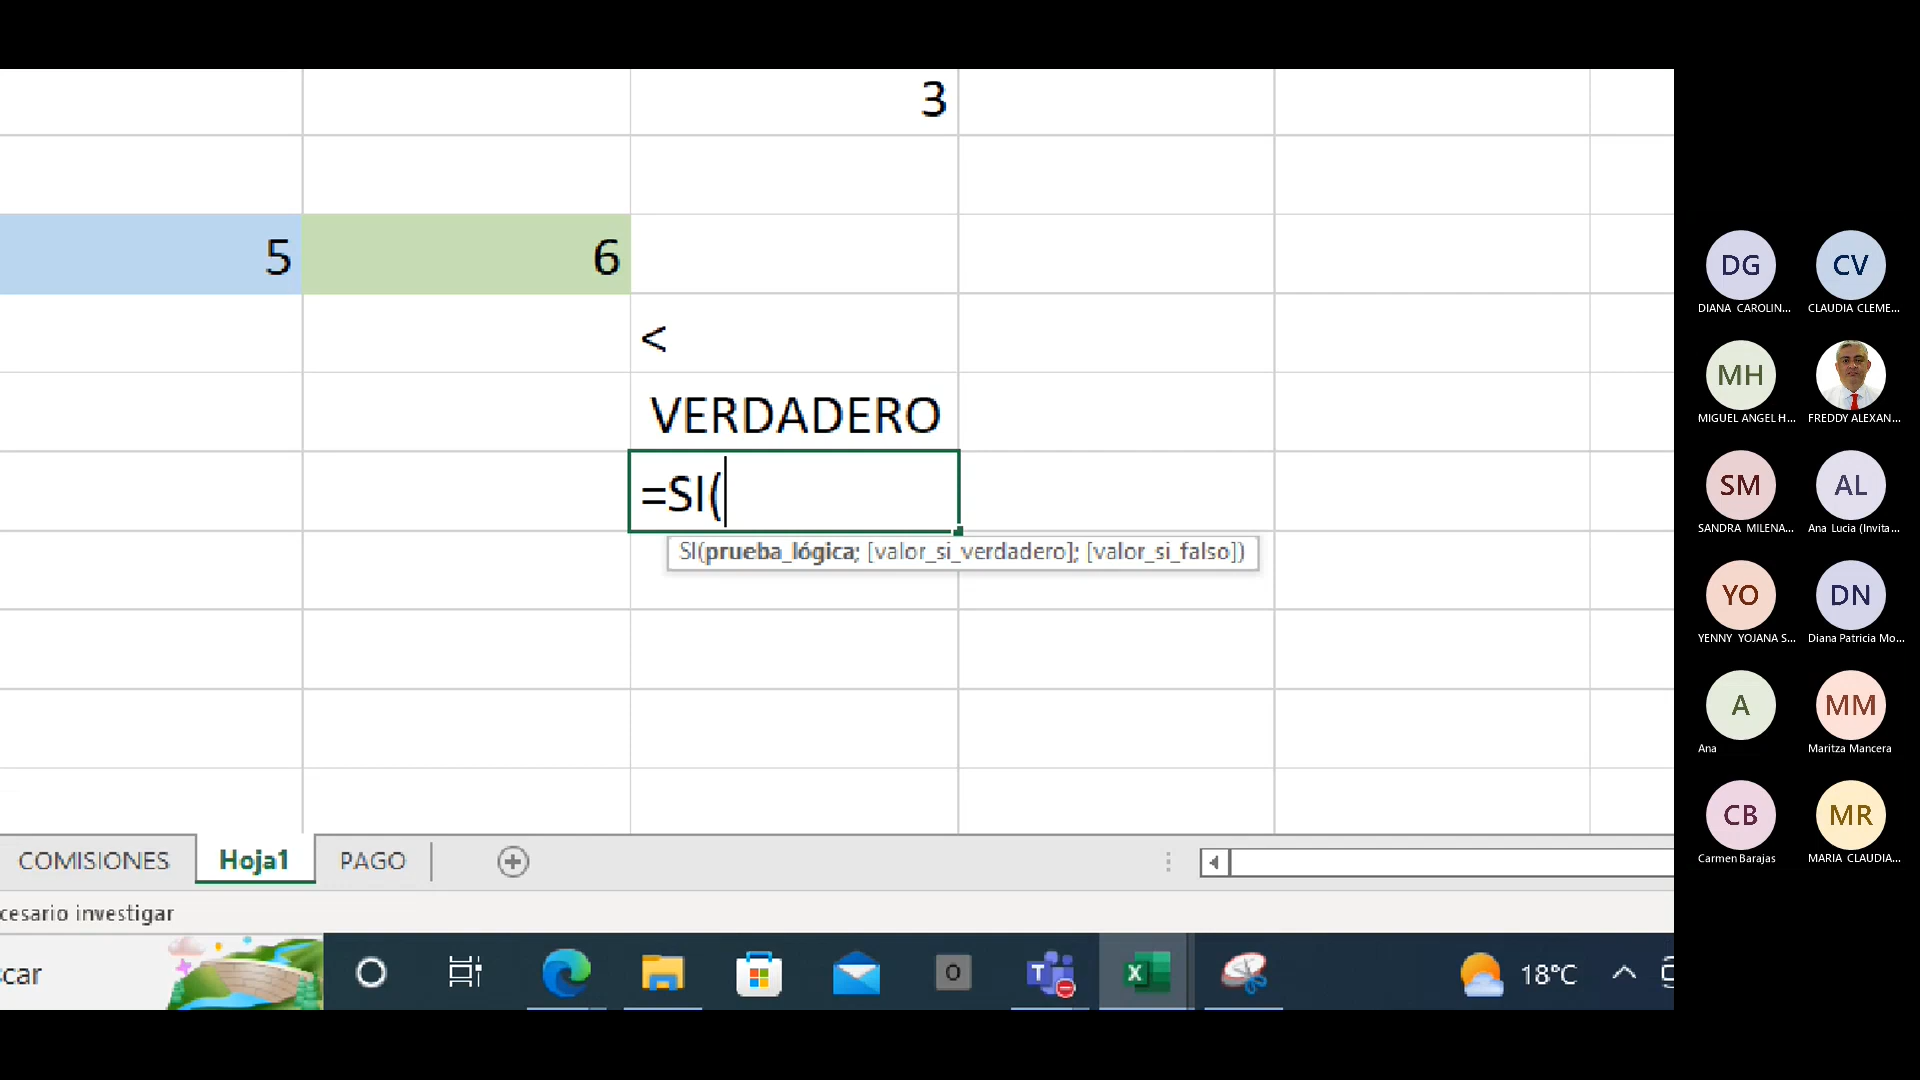 3
5 6
<
VERDADERO
=SI(
SI(prueba_lógica; [valor_si_verdadero]; [valor_si_falso])
DG CV
DIANA CAROLIN... CLAUDIA CLEME...
MH
MIGUEL ANGEL H... FREDDY ALEXAN...
SM AL
SANDRA MILENA... Ana Lucia (Invita...
YO DN
YENNY YOJANA S... Diana Patricia Mo...
A MM
Ana Maritza Mancera
CB MR
Carmen Barajas MARIA CLAUDIA...
COMISIONES Hoja1 PAGO
cesario investigar
scar O T X 18°C